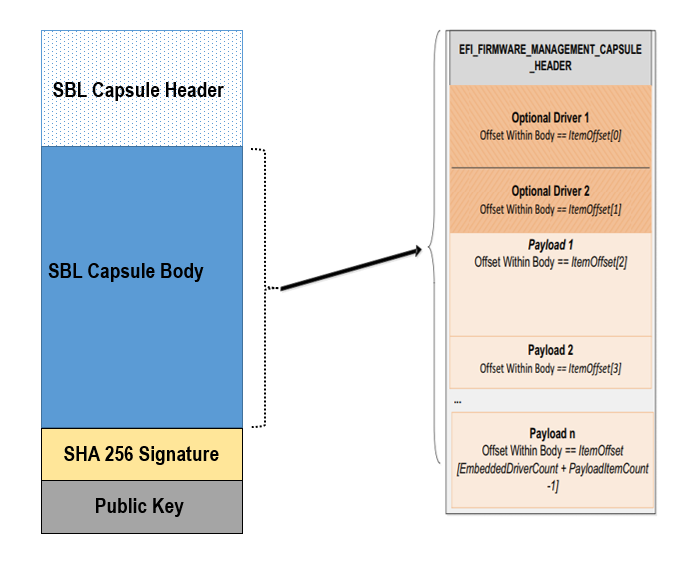 SBL Capsule Header
SBL Capsule Body
SHA 256 Signature
Public Key
EFI_FIRMWARE_MANAGEMENT_CAPSULE
_HEADER
Optional Driver 1
Offset Within Body == ItemOffset[0]
Optional Driver 2
Offset Within Body == ItemOffset[1]
Payload 1
Offset Within Body == ItemOffset[2]
Payload 2
Offset Within Body == ItemOffset[3]
...
Payload n
Offset Within Body == ItemOffset
[EmbeddedDriverCount + PayloadItemCount
-1]